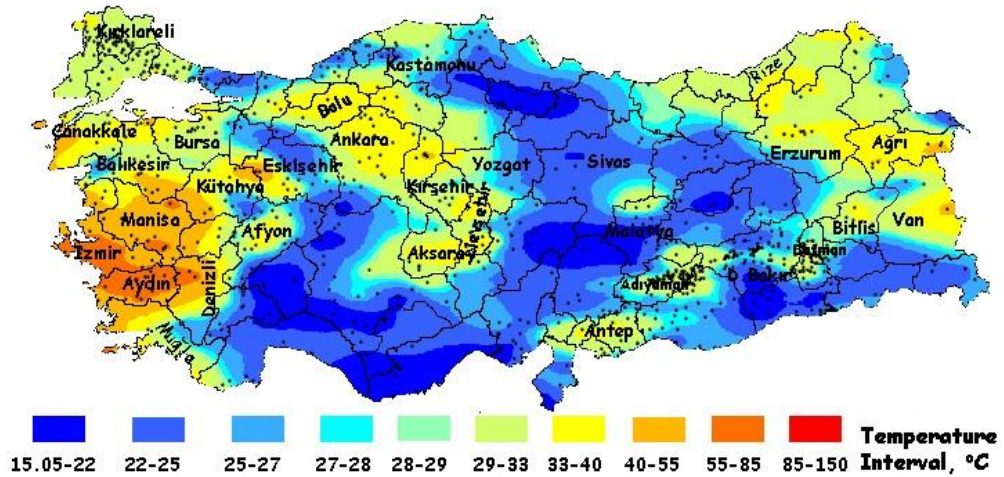 Kırklareli
Kastamonu
Rize
Bolu
Çanakkale
Bursa
Ankara
Ağrı
Balıkesir
Eskişehir
Yozgat
Sivas
Erzurum
Kütahya
Kırşehir
Manisa
Afyon
Nevşehir
Malatya
Bitlis
Van
İzmir
Aksaray
Batman
Aydın
Denizli
Adıyaman
D. Bakır
Muğla
Antep
15.05-22 22-25 25-27 27-28 28-29 29-33 33-40 40-55 55-85 85-150
Temperature
Interval, °C